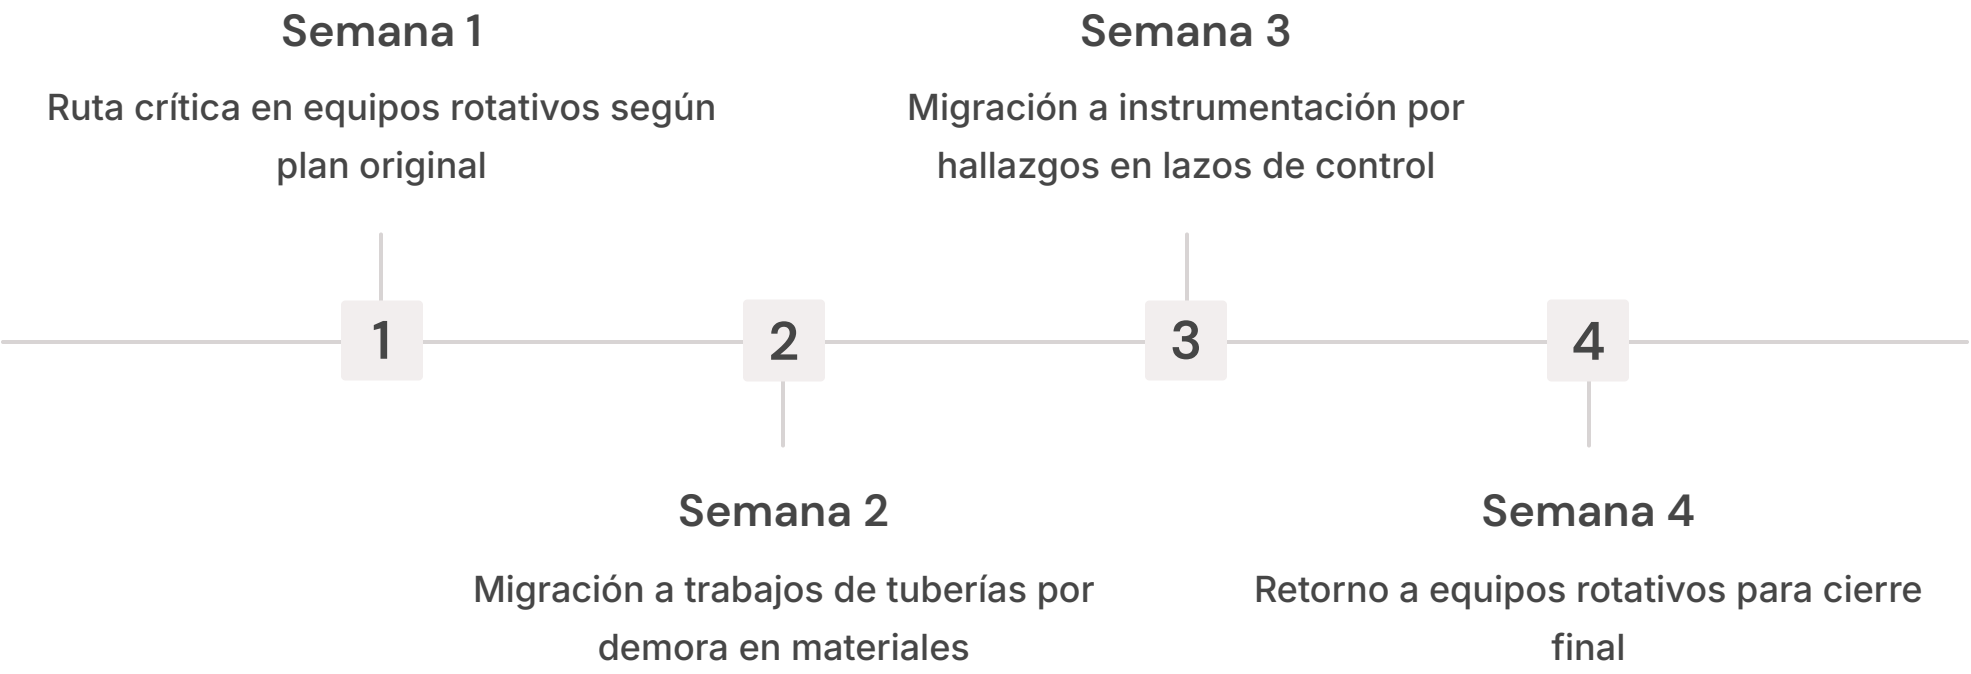 Semana 1
Ruta crítica en equipos rotativos según
plan original
Semana 3
Migración a instrumentación por
hallazgos en lazos de control
1
2
3
4
Semana 2
Migración a trabajos de tuberías por
demora en materiales
Semana 4
Retorno a equipos rotativos para cierre
final